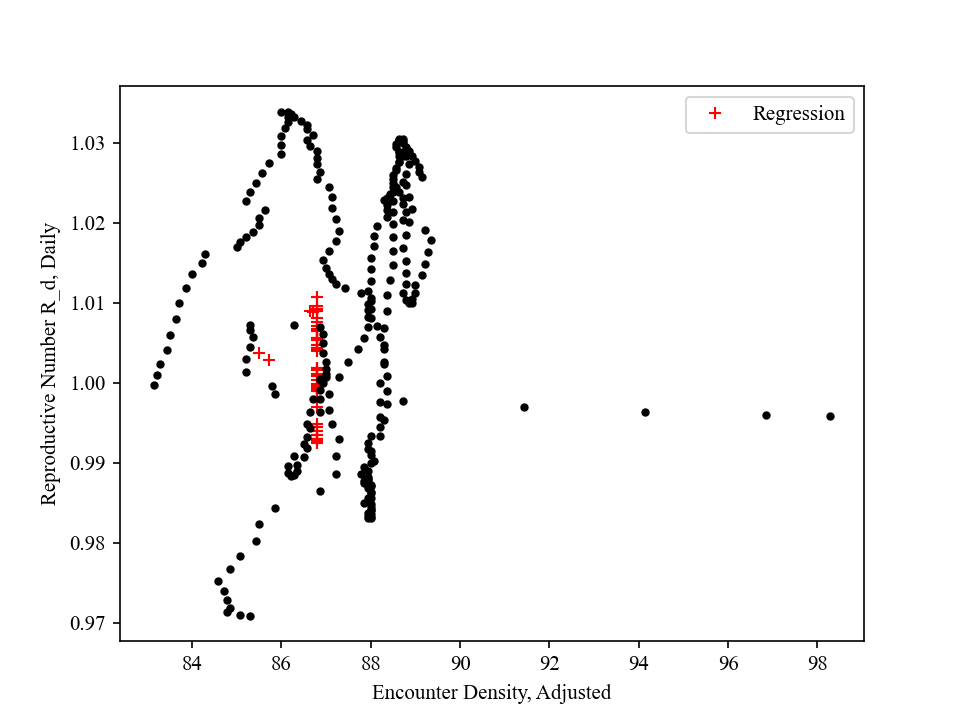 Regression
1.03
1.02
1.01
1.00
0.99
0.98
0.97
Reproductive Number R_d, Daily
84 86 88 90 92 94 96 98
Encounter Density, Adjusted